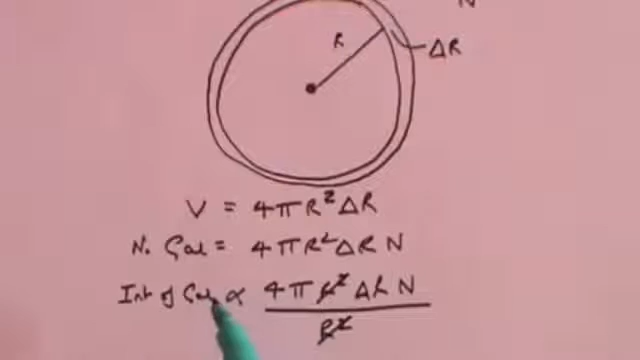 N
R
ΔR
V = 4πR²ΔR
N. Gal = 4πR²ΔR N
Int of Gal ∝ 4πR²ΔR N
R²